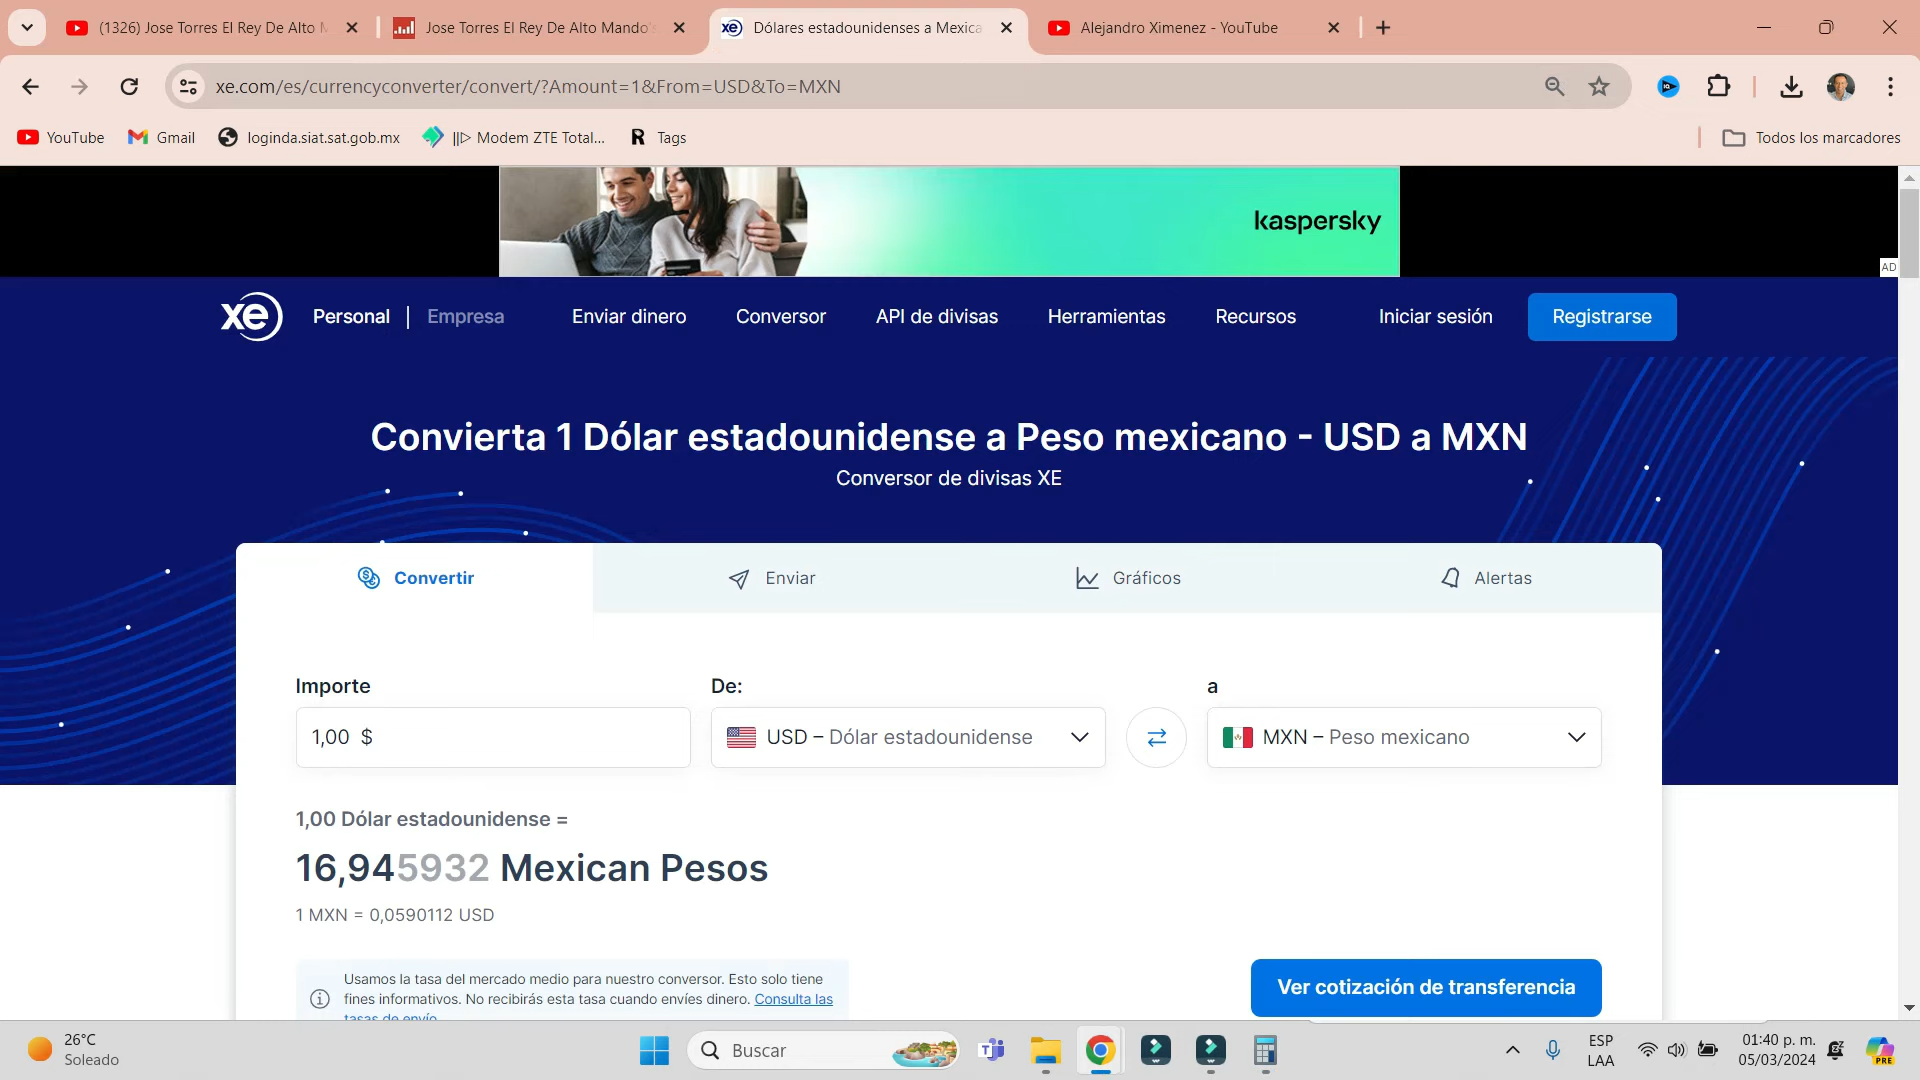 (1326) Jose Torres El Rey De Alto M
Jose Torres El Rey De Alto Mando's
Dólares estadounidenses a Mexica
Alejandro Ximenez - YouTube
xe.com/es/currencyconverter/convert/?Amount=1&From=USD&To=MXN
YouTube
Gmail
loginda.siat.sat.gob.mx
||▷ Modem ZTE Total...
R Tags
Todos los marcadores
kaspersky
AD
xe
Personal | Empresa
Enviar dinero
Conversor
API de divisas
Herramientas
Recursos
Iniciar sesión
Registrarse
Convierta 1 Dólar estadounidense a Peso mexicano - USD a MXN
Conversor de divisas XE
Convertir
Enviar
Gráficos
Alertas
Importe
De:
a
1,00 $
USD – Dólar estadounidense
MXN – Peso mexicano
1,00 Dólar estadounidense =
16,945932 Mexican Pesos
1 MXN = 0,0590112 USD
Usamos la tasa del mercado medio para nuestro conversor. Esto solo tiene
fines informativos. No recibirás esta tasa cuando envíes dinero. Consulta las
tasas de envío
Ver cotización de transferencia
26°C
Soleado
Buscar
ESP
LAA
01:40 p. m.
05/03/2024
PRE